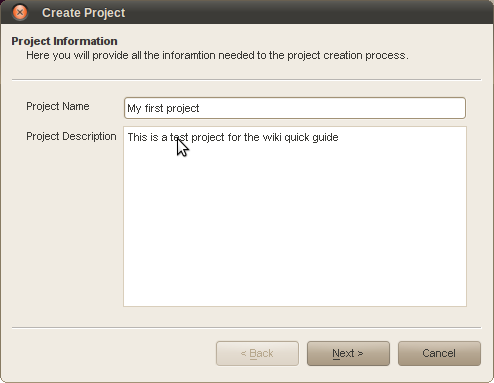 Create Project
Project Information
Here you will provide all the inforamtion needed to the project creation process.
Project Name
My first project
Project Description
This is a test project for the wiki quick guide
< Back
Next >
Cancel